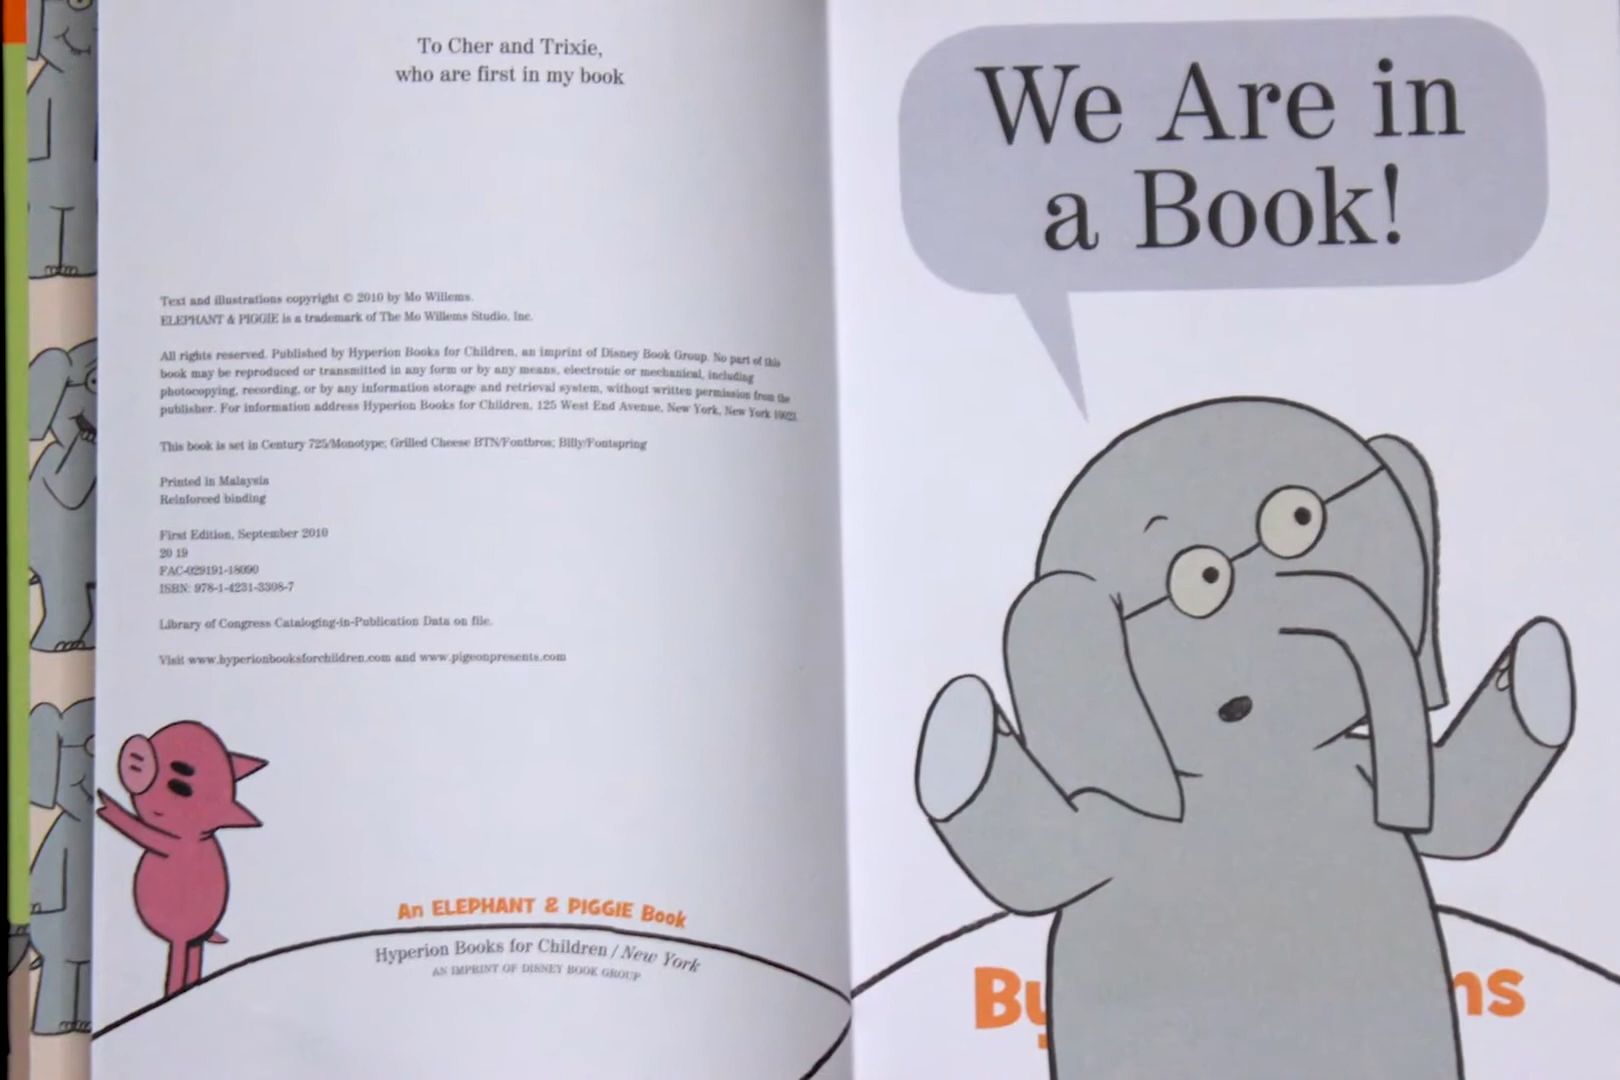 To Cher and Trixie,
who are first in my book
Text and illustrations copyright © 2010 by Mo Willems.
ELEPHANT & PIGGIE is a trademark of The Mo Willems Studio, Inc.
All rights reserved. Published by Hyperion Books for Children, an imprint of Disney Book Group. No part of this
book may be reproduced or transmitted in any form or by any means, electronic or mechanical, including
photocopying, recording, or by any information storage and retrieval system, without written permission from the
publisher. For information address Hyperion Books for Children, 125 West End Avenue, New York, New York 10023.
This book is set in Century 725/Monotype; Grilled Cheese BTN/Fontbros; Billy/Fontspring
Printed in Malaysia
Reinforced binding
First Edition, September 2010
20 19
FAC-029191-18090
ISBN: 978-1-4231-3308-7
Library of Congress Cataloging-in-Publication Data on file.
Visit www.hyperionbooksforchildren.com and www.pigeonpresents.com
An ELEPHANT & PIGGIE Book
Hyperion Books for Children / New York
AN IMPRINT OF DISNEY BOOK GROUP
We Are in
a Book!
By ns